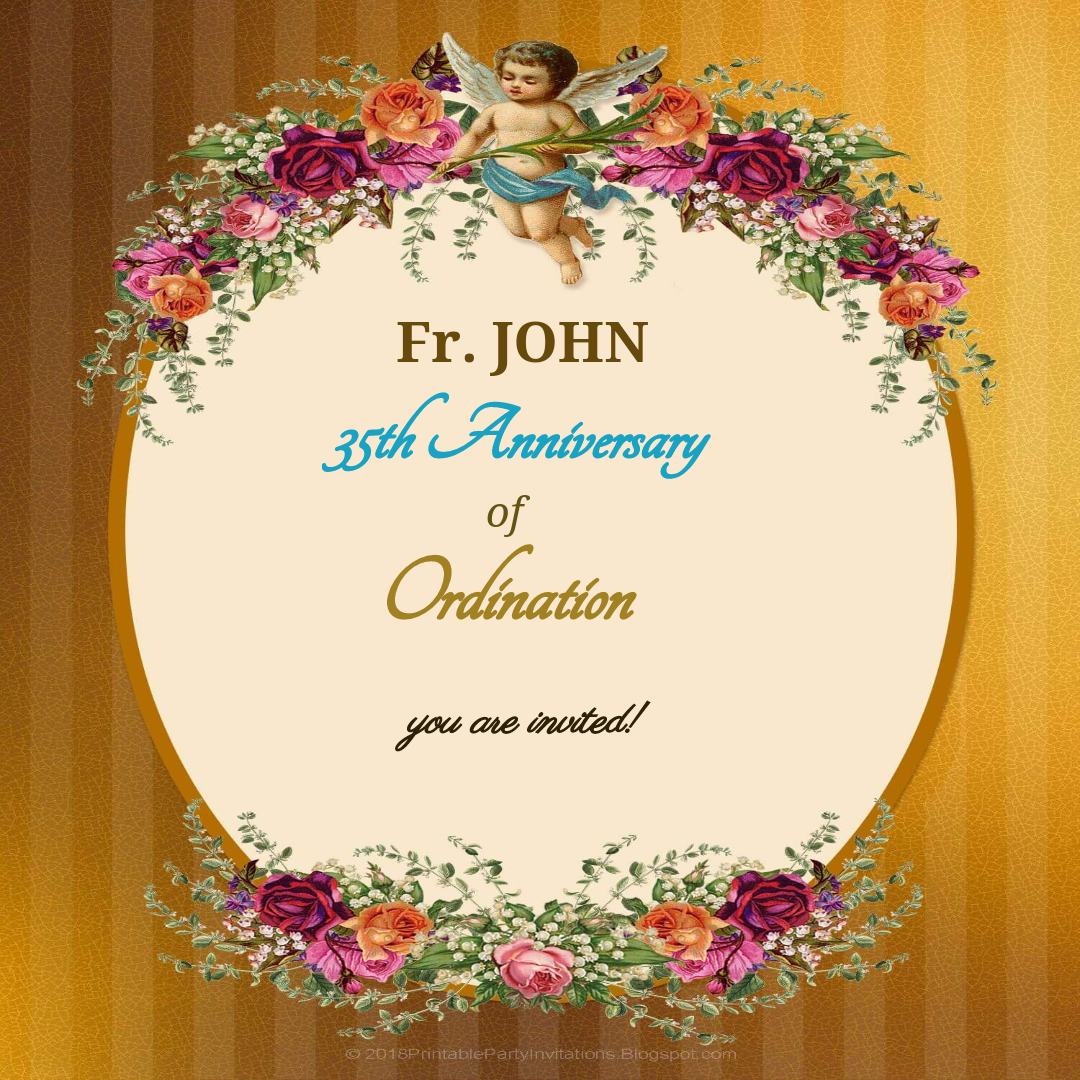 Fr. JOHN
35th Anniversary
of
Ordination
you are invited!
© 2018PrintablePartyInvitations.Blogspot.com